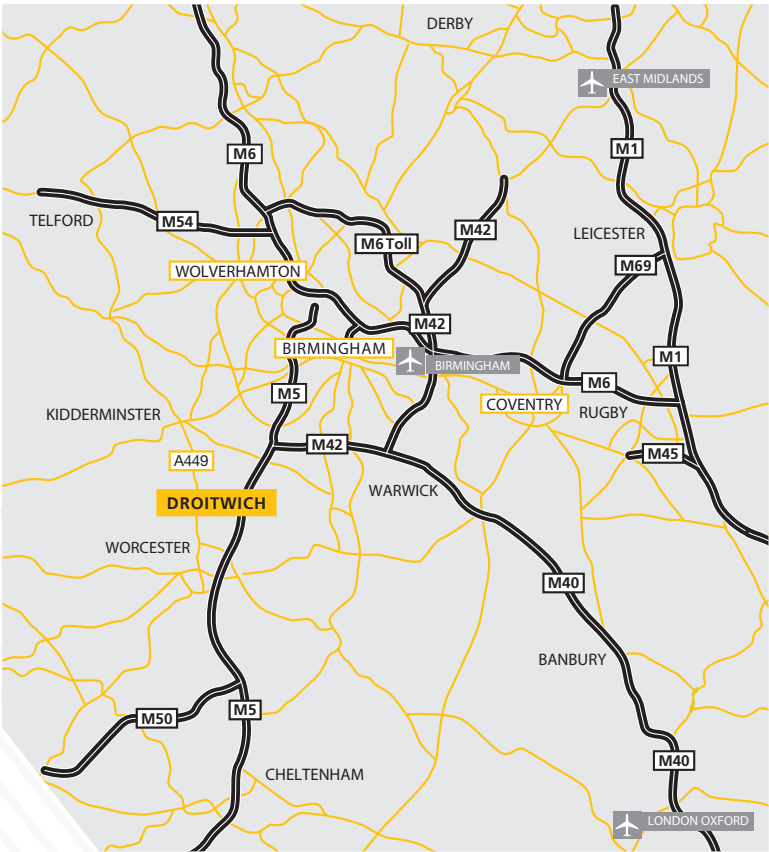 DERBY
EAST MIDLANDS
M1
M6
TELFORD
M54
M42
M6 Toll
LEICESTER
M69
WOLVERHAMTON
M42
BIRMINGHAM
BIRMINGHAM
M1
M6
M5
COVENTRY
RUGBY
KIDDERMINSTER
M42
M45
A449
WARWICK
DROITWICH
WORCESTER
M40
BANBURY
M50
M5
M40
CHELTENHAM
LONDON OXFORD